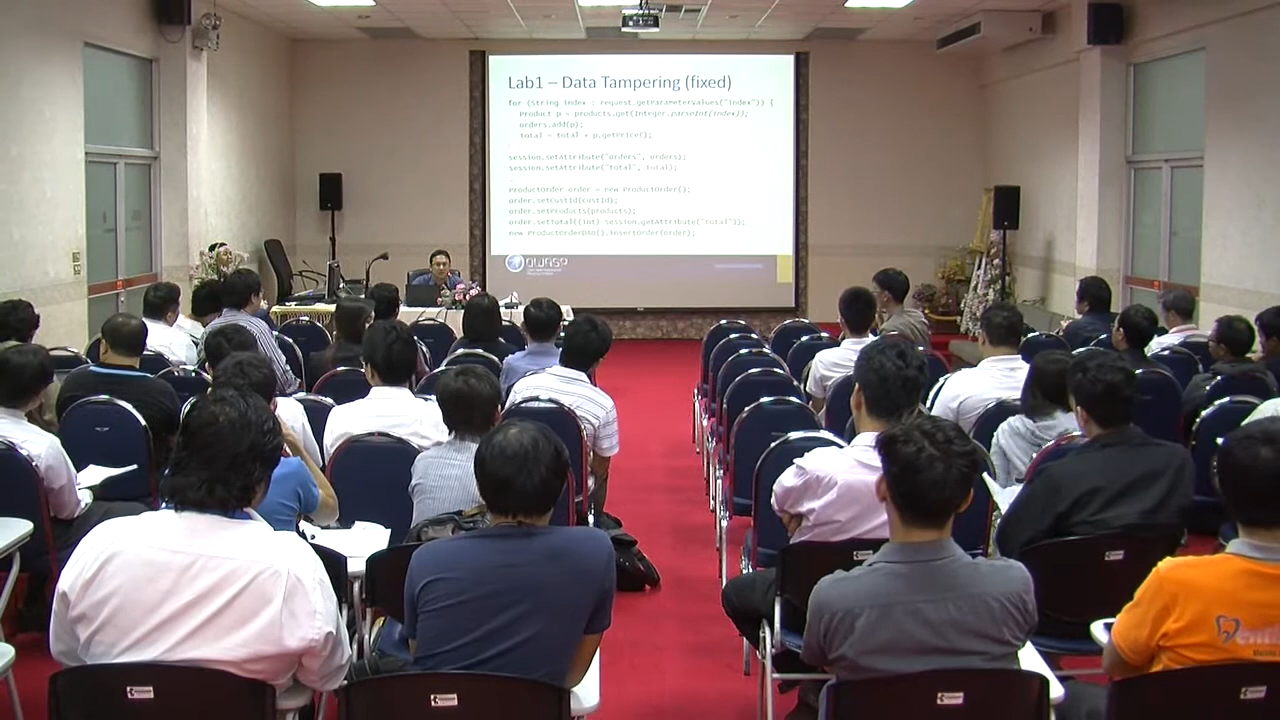 Lab1 – Data Tampering (fixed)
for (String index : request.getParameterValues("index")) {
Product p = products.get(Integer.parseInt(index));
orders.add(p);
total = total + p.getPrice();
session.setAttribute("orders", orders);
session.setAttribute("total", total);
ProductOrder order = new ProductOrder();
order.setCustId(custId);
order.setProducts(products);
order.setTotal((int) session.getAttribute("total"));
new ProductOrderDAO().insertOrder(order);
OWASP